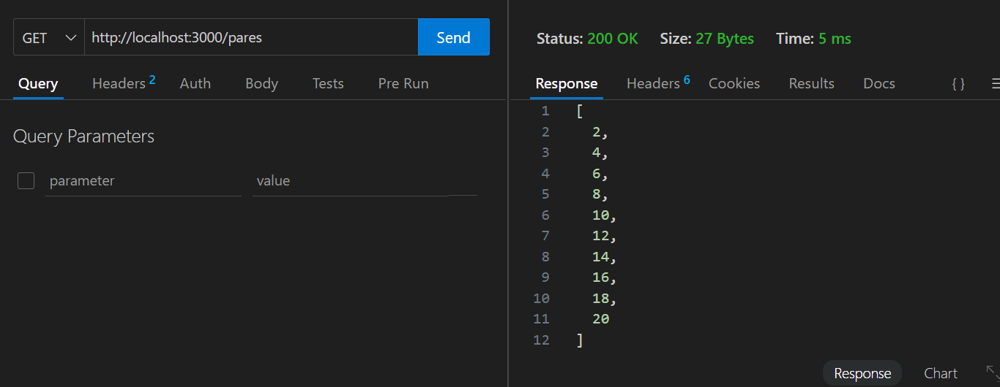 GET http://localhost:3000/pares Send
Query Headers 2 Auth Body Tests Pre Run
Query Parameters
parameter value
Status: 200 OK Size: 27 Bytes Time: 5 ms
Response Headers 6 Cookies Results Docs { }
1 [
2 2,
3 4,
4 6,
5 8,
6 10,
7 12,
8 14,
9 16,
10 18,
11 20
12 ]
Response Chart